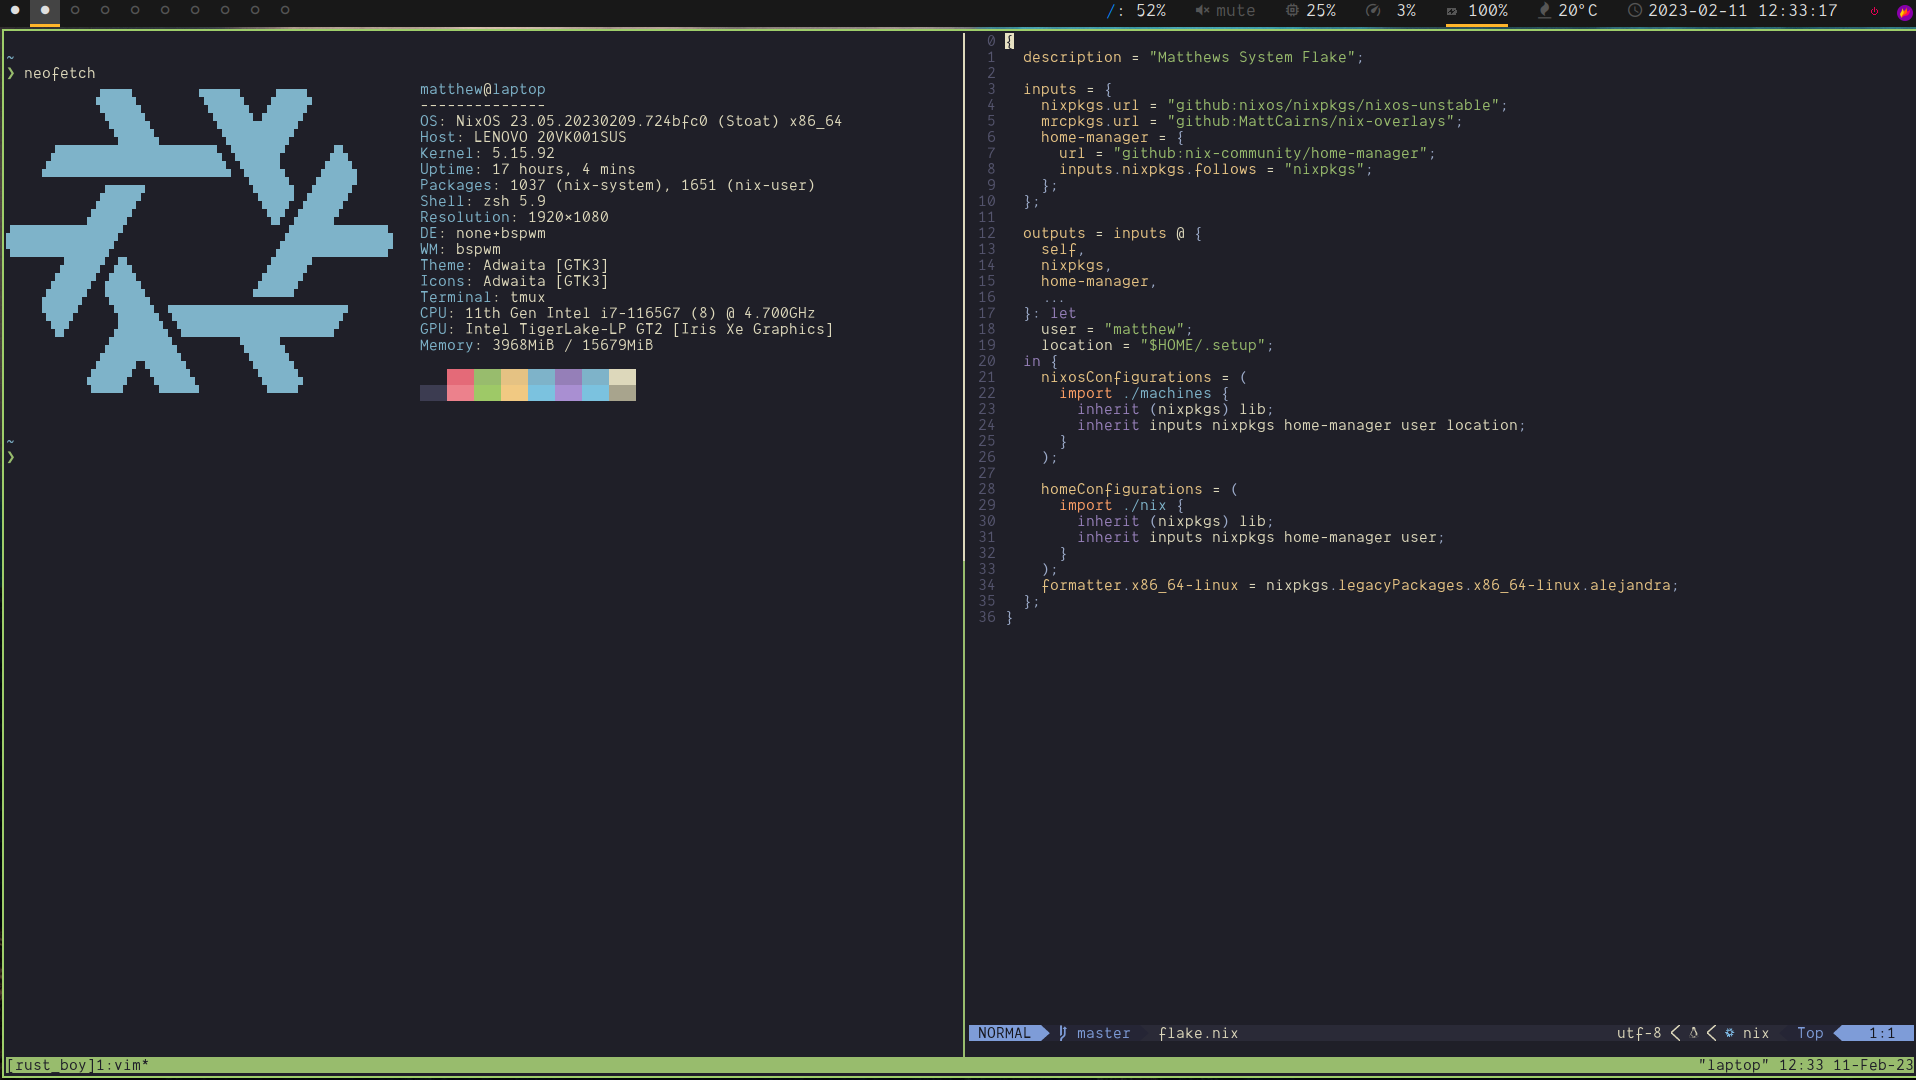 /: 52% mute 25% 3% 100% 20°C 2023-02-11 12:33:17
~
❯ neofetch
matthew@laptop
--------------
OS: NixOS 23.05.20230209.724bfc0 (Stoat) x86_64
Host: LENOVO 20VK001SUS
Kernel: 5.15.92
Uptime: 17 hours, 4 mins
Packages: 1037 (nix-system), 1651 (nix-user)
Shell: zsh 5.9
Resolution: 1920×1080
DE: none+bspwm
WM: bspwm
Theme: Adwaita [GTK3]
Icons: Adwaita [GTK3]
Terminal: tmux
CPU: 11th Gen Intel i7-1165G7 (8) @ 4.700GHz
GPU: Intel TigerLake-LP GT2 [Iris Xe Graphics]
Memory: 3968MiB / 15679MiB
~
❯
0 {
1   description = "Matthews System Flake";
2
3   inputs = {
4     nixpkgs.url = "github:nixos/nixpkgs/nixos-unstable";
5     mrcpkgs.url = "github:MattCairns/nix-overlays";
6     home-manager = {
7       url = "github:nix-community/home-manager";
8       inputs.nixpkgs.follows = "nixpkgs";
9     };
10   };
11
12   outputs = inputs @ {
13     self,
14     nixpkgs,
15     home-manager,
16     ...
17   }: let
18     user = "matthew";
19     location = "$HOME/.setup";
20   in {
21     nixosConfigurations = (
22       import ./machines {
23         inherit (nixpkgs) lib;
24         inherit inputs nixpkgs home-manager user location;
25       }
26     );
27
28     homeConfigurations = (
29       import ./nix {
30         inherit (nixpkgs) lib;
31         inherit inputs nixpkgs home-manager user;
32       }
33     );
34     formatter.x86_64-linux = nixpkgs.legacyPackages.x86_64-linux.alejandra;
35   };
36 }
NORMAL master flake.nix utf-8 < < nix Top 1:1
[rust_boy]1:vim* "laptop" 12:33 11-Feb-23